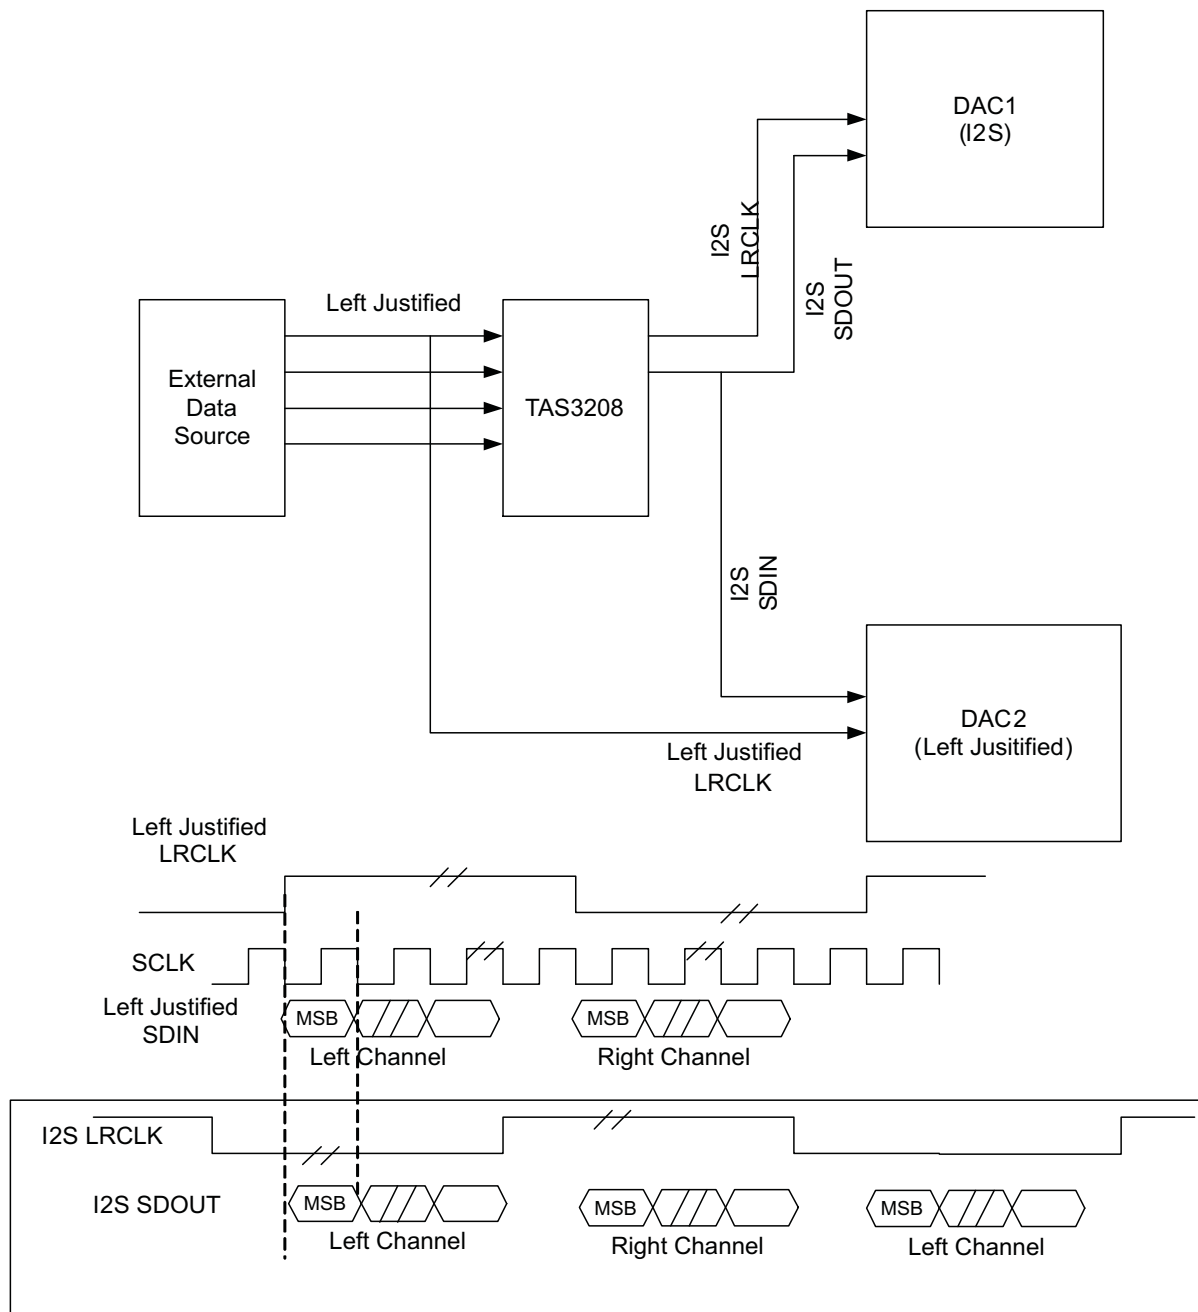 DAC1
(I2S)
I2S
LRCLK
I2S
SDOUT
Left Justified
External
Data
Source
TAS3208
I2S
SDIN
DAC2
(Left Jusitified)
Left Justified
LRCLK
Left Justified
LRCLK
SCLK
Left Justified
SDIN
MSB
MSB
Left Channel
Right Channel
I2S LRCLK
I2S SDOUT
MSB
MSB
MSB
Left Channel
Right Channel
Left Channel